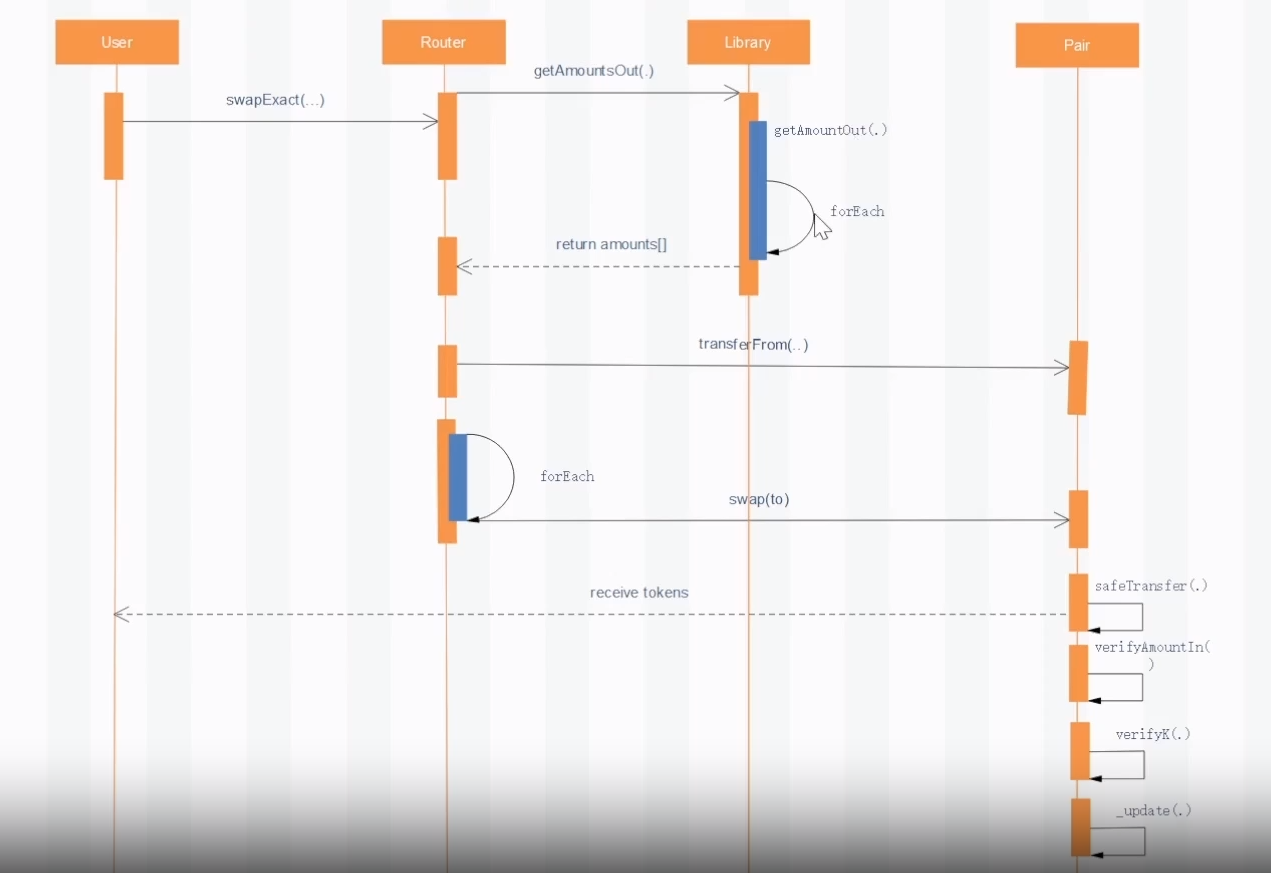 User
Router
Library
Pair
getAmountsOut(.)
swapExact(...)
getAmountOut(.)
forEach
return amounts[]
transferFrom(..)
forEach
swap(to)
safeTransfer(.)
receive tokens
verifyAmountIn(
)
verifyK(.)
_update(.)